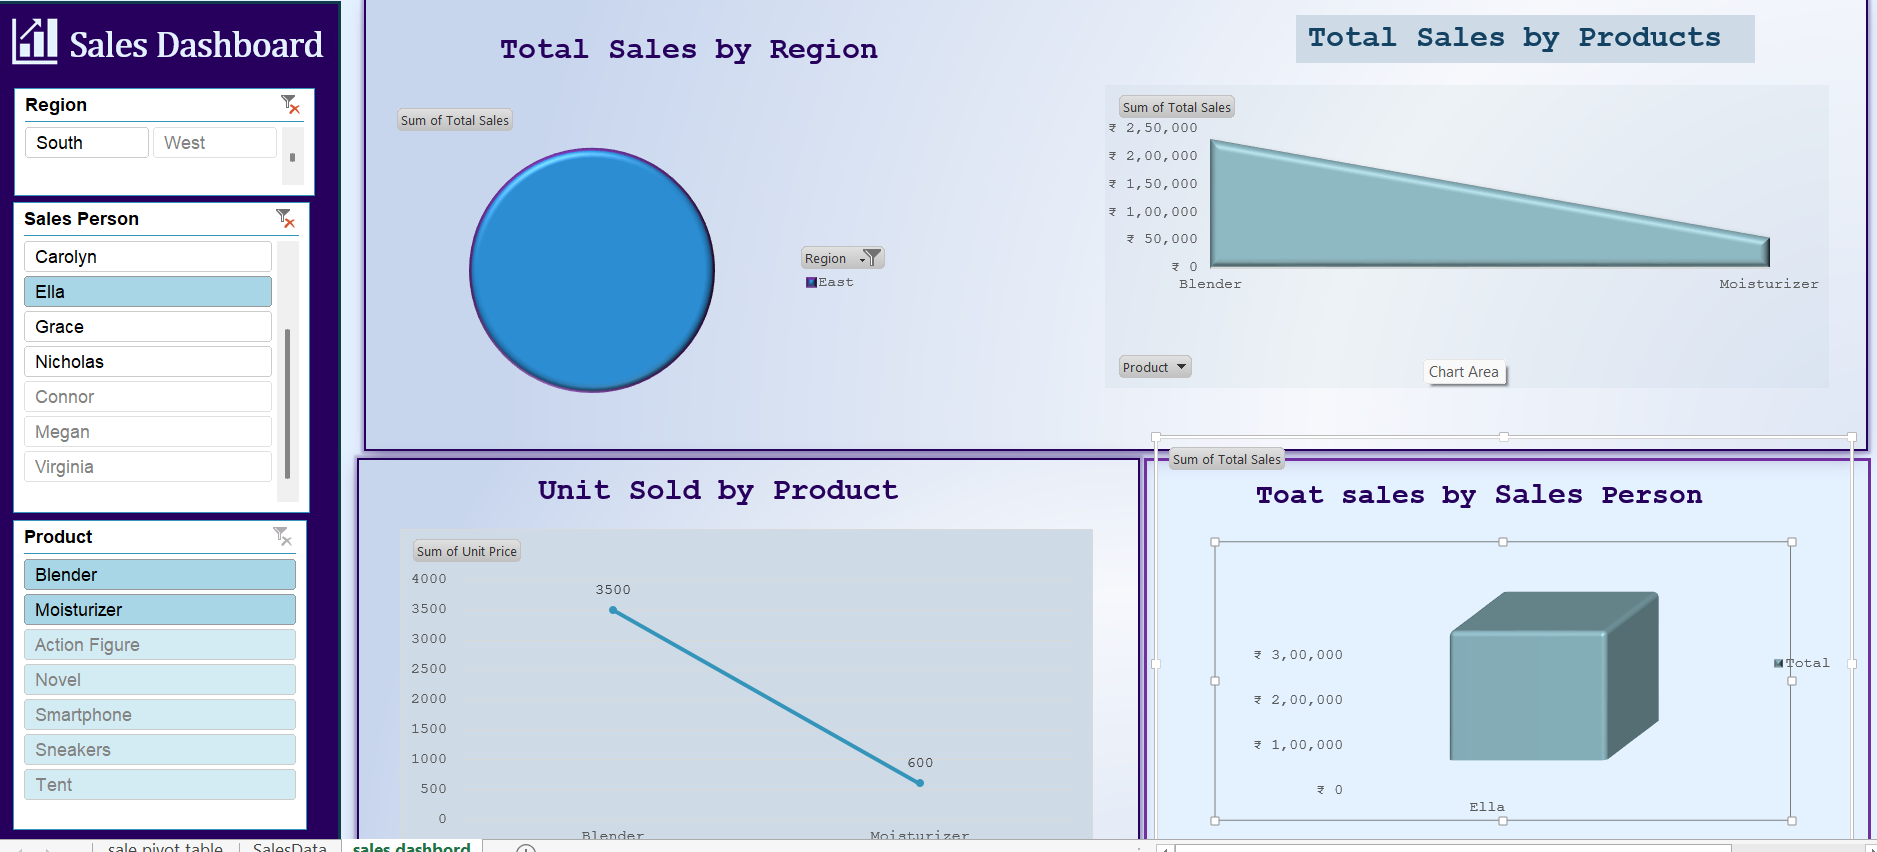 Sales Dashboard
Region
South
West
Sales Person
Carolyn
Ella
Grace
Nicholas
Connor
Megan
Virginia
Product
Blender
Moisturizer
Action Figure
Novel
Smartphone
Sneakers
Tent
Total Sales by Region
Sum of Total Sales
Region
East
Total Sales by Products
Sum of Total Sales
₹ 2,50,000
₹ 2,00,000
₹ 1,50,000
₹ 1,00,000
₹ 50,000
₹ 0
Blender
Moisturizer
Product
Chart Area
Unit Sold by Product
Sum of Unit Price
4000
3500
3000
2500
2000
1500
1000
500
0
3500
600
Blender
Moisturizer
Sum of Total Sales
Toat sales by Sales Person
₹ 3,00,000
₹ 2,00,000
₹ 1,00,000
₹ 0
Ella
Total
sale pivot table
SalesData
sales dashbord